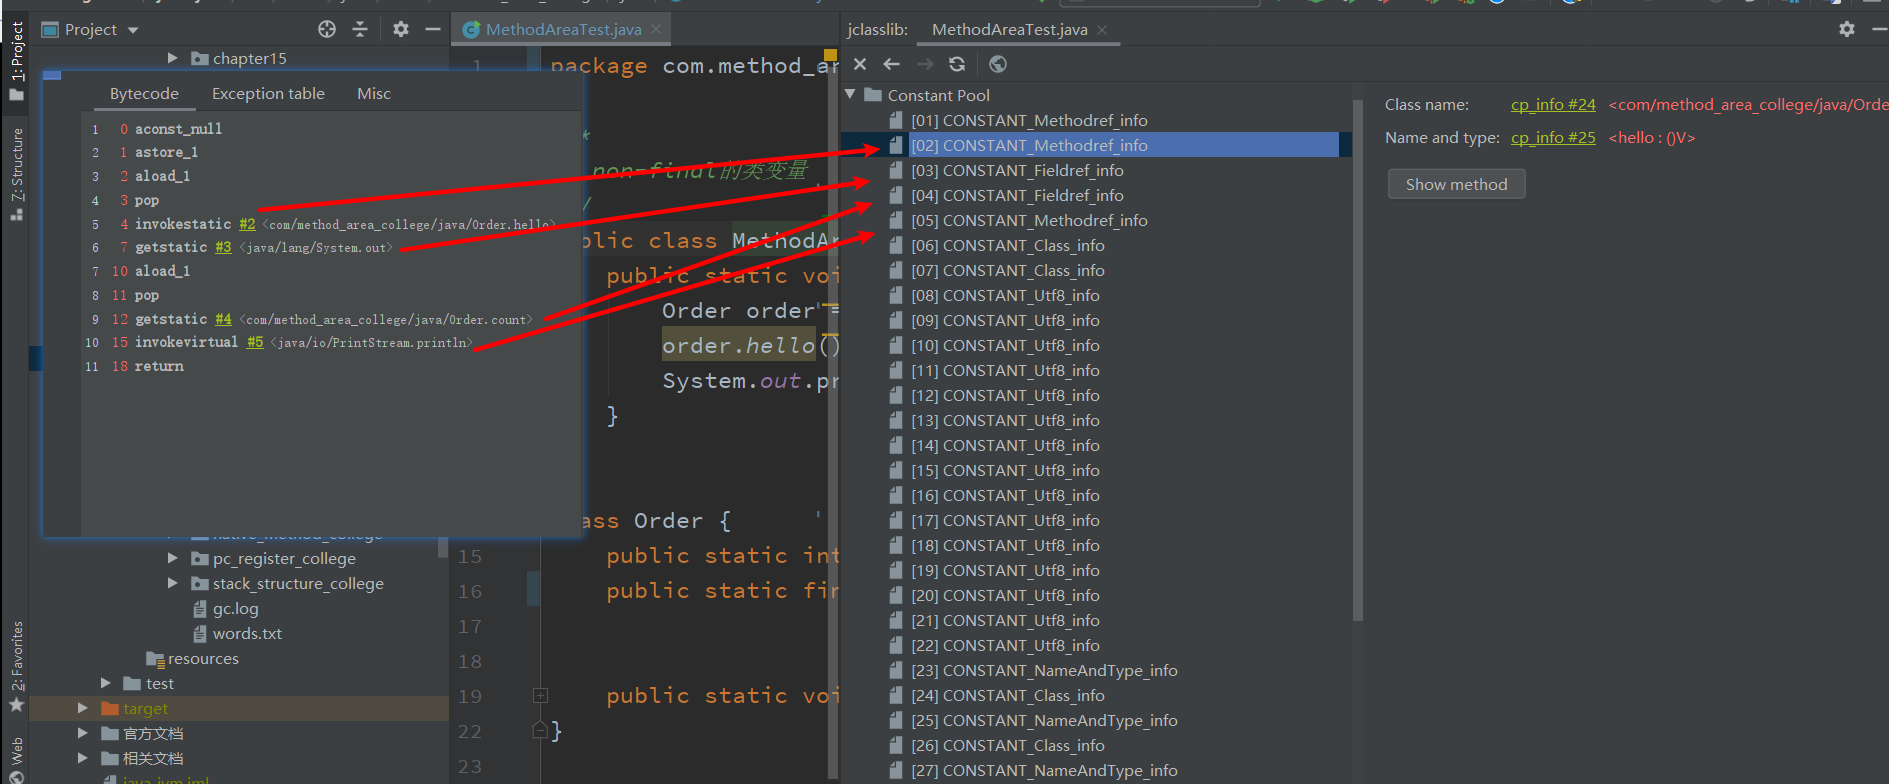 1: Project
7: Structure
2: Favorites
Web
Project
MethodAreaTest.java
chapter15
Bytecode Exception table Misc
1 0 aconst_null
2 1 astore_1
3 2 aload_1
4 3 pop
5 4 invokestatic #2 <com/method_area_college/java/Order.hello>
6 7 getstatic #3 <java/lang/System.out>
7 10 aload_1
8 11 pop
9 12 getstatic #4 <com/method_area_college/java/Order.count>
10 15 invokevirtual #5 <java/io/PrintStream.println>
11 18 return
pc_register_college
stack_structure_college
gc.log
words.txt
resources
test
target
官方文档
相关文档
java-jvm.iml
1 package com.method_ar
*
non-final的类变量
/
blic class MethodAr
public static voi
Order order =
order.hello()
System.out.pr
}
ass Order {
15 public static int
16 public static fin
17
18
19 public static voi
22 }
23
jclasslib: MethodAreaTest.java
Constant Pool
[01] CONSTANT_Methodref_info
[02] CONSTANT_Methodref_info
[03] CONSTANT_Fieldref_info
[04] CONSTANT_Fieldref_info
[05] CONSTANT_Methodref_info
[06] CONSTANT_Class_info
[07] CONSTANT_Class_info
[08] CONSTANT_Utf8_info
[09] CONSTANT_Utf8_info
[10] CONSTANT_Utf8_info
[11] CONSTANT_Utf8_info
[12] CONSTANT_Utf8_info
[13] CONSTANT_Utf8_info
[14] CONSTANT_Utf8_info
[15] CONSTANT_Utf8_info
[16] CONSTANT_Utf8_info
[17] CONSTANT_Utf8_info
[18] CONSTANT_Utf8_info
[19] CONSTANT_Utf8_info
[20] CONSTANT_Utf8_info
[21] CONSTANT_Utf8_info
[22] CONSTANT_Utf8_info
[23] CONSTANT_NameAndType_info
[24] CONSTANT_Class_info
[25] CONSTANT_NameAndType_info
[26] CONSTANT_Class_info
[27] CONSTANT_NameAndType_info
Class name: cp_info #24 <com/method_area_college/java/Orde
Name and type: cp_info #25 <hello : ()V>
Show method